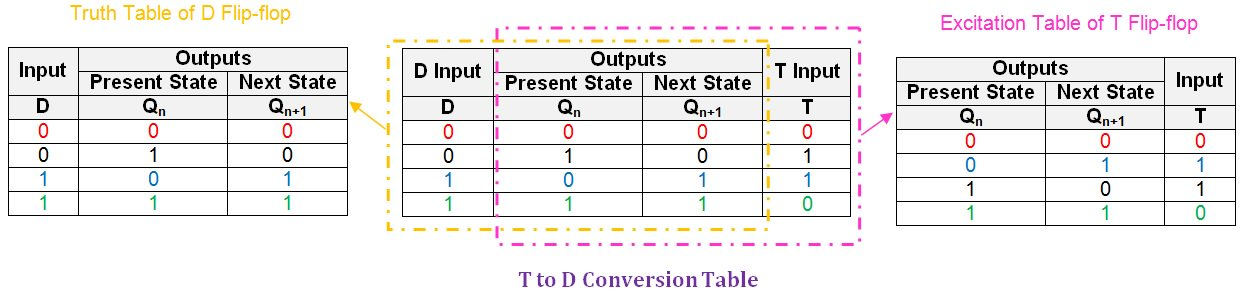 Truth Table of D Flip-flop
Input Outputs
Present State Next State
D Qn Qn+1
0 0 0
0 1 0
1 0 1
1 1 1
D Input Outputs T Input
Present State Next State
D Qn Qn+1 T
0 0 0 0
0 1 0 1
1 0 1 1
1 1 1 0
T to D Conversion Table
Excitation Table of T Flip-flop
Outputs Input
Present State Next State
Qn Qn+1 T
0 0 0
0 1 1
1 0 1
1 1 0